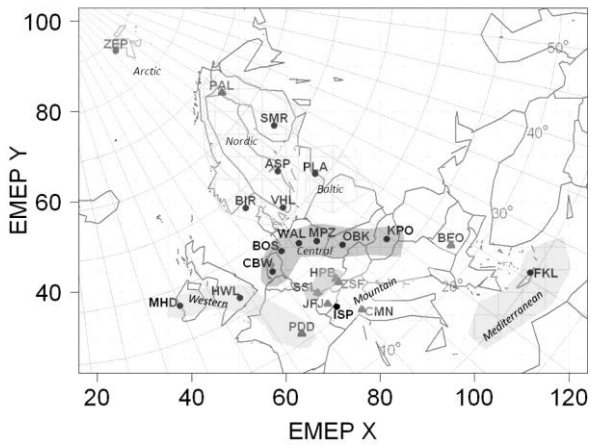 100
80
60
40
EMEP Y
20
40
60
80
100
120
EMEP X
ZEP
Arctic
50°
PAL
SMR
Nordic
40°
ASP
PLA
Baltic
BIR
VHL
30°
WAL
MPZ
OBK
KPO
BEO
BOS
Central
CBW
HPB
ZSF
FKL
20°
SSL
Mountain
HWL
Western
MHD
JFJ
ISP
CMN
Mediterranean
PDD
10°